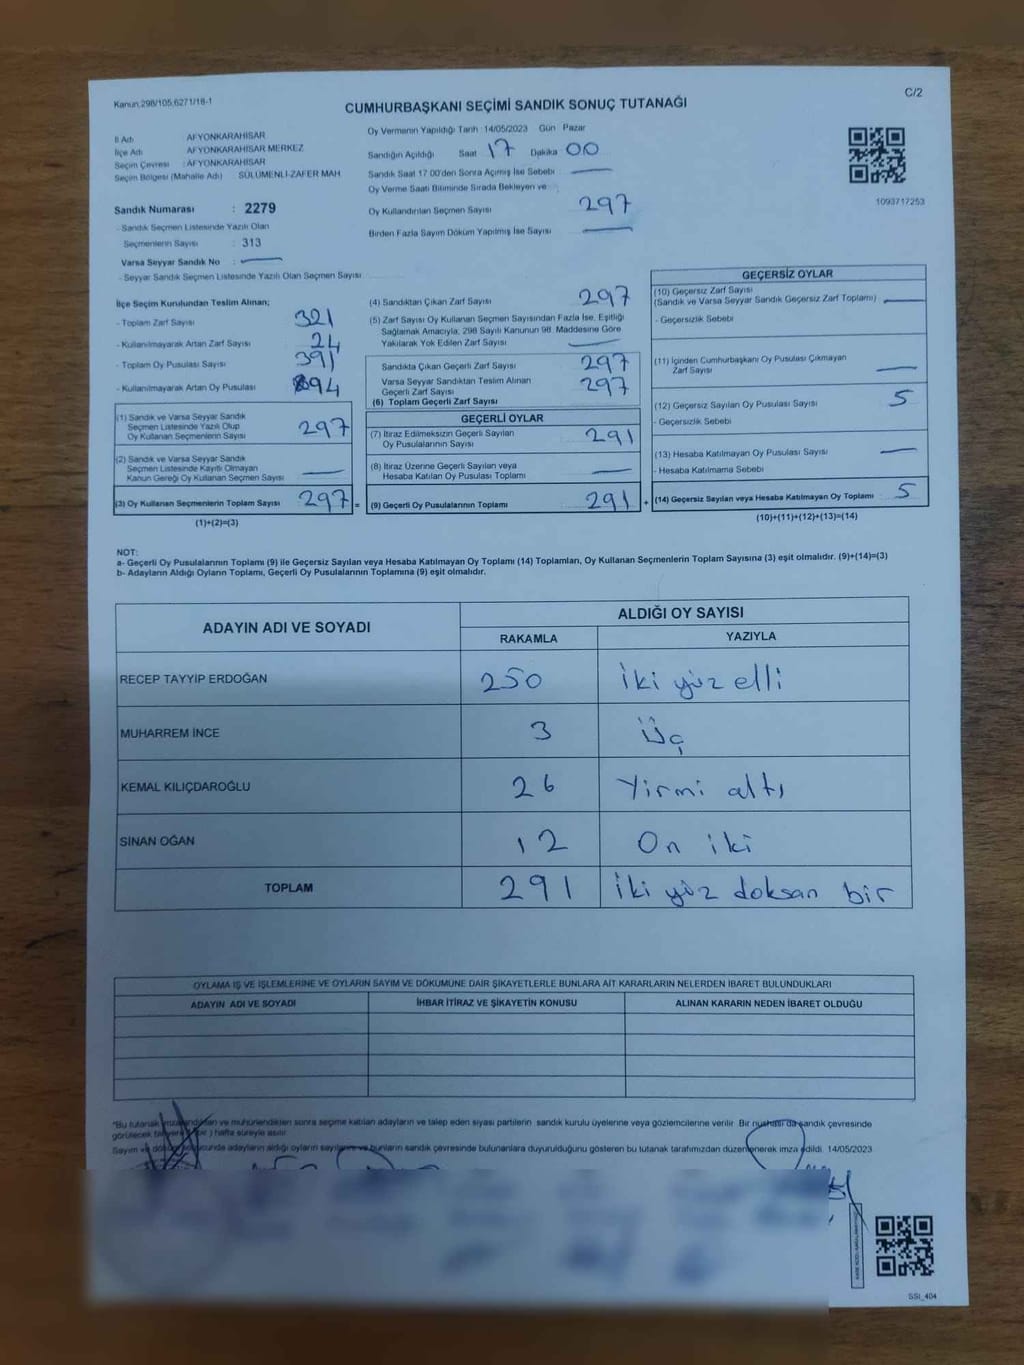 Kanun,298/105,6271/18-1
C/2
CUMHURBAŞKANI SEÇİMİ SANDIK SONUÇ TUTANAĞI
İl Adı AFYONKARAHİSAR
İlçe Adı AFYONKARAHİSAR MERKEZ
Seçim Çevresi : AFYONKARAHİSAR
Seçim Bölgesi (Mahalle Adı) SÜLÜMENLİ-ZAFER MAH
Sandık Numarası : 2279
- Sandık Seçmen Listesinde Yazılı Olan
Seçmenlerin Sayısı : 313
Varsa Seyyar Sandık No :
- Seyyar Sandık Seçmen Listesinde Yazılı Olan Seçmen Sayısı
Oy Vermenin Yapıldığı Tarih : 14/05/2023 Gün Pazar
Sandığın Açıldığı Saat 17 Dakika 00
Sandık Saat 17:00'den Sonra Açılmış İse Sebebi
Oy Verme Saati Bitiminde Sırada Bekleyen ve
Oy Kullandırılan Seçmen Sayısı 297
Birden Fazla Sayım Döküm Yapılmış İse Sayısı
1093717253
İlçe Seçim Kurulundan Teslim Alınan;
- Toplam Zarf Sayısı 321
- Kullanılmayarak Artan Zarf Sayısı 24
- Toplam Oy Pusulası Sayısı 391
- Kullanılmayarak Artan Oy Pusulası 94
(1) Sandık ve Varsa Seyyar Sandık
Seçmen Listesinde Yazılı Olup
Oy Kullanan Seçmenlerin Sayısı 297
(2) Sandık ve Varsa Seyyar Sandık
Seçmen Listesinde Kayıtlı Olmayan
Kanun Gereği Oy Kullanan Seçmen Sayısı
(3) Oy Kullanan Seçmenlerin Toplam Sayısı 297 =
(1)+(2)=(3)
(4) Sandıktan Çıkan Zarf Sayısı 297
(5) Zarf Sayısı Oy Kullanan Seçmen Sayısından Fazla İse, Eşitliği
Sağlamak Amacıyla; 298 Sayılı Kanunun 98. Maddesine Göre
Yakılarak Yok Edilen Zarf Sayısı
Sandıkta Çıkan Geçerli Zarf Sayısı 297
Varsa Seyyar Sandıktan Teslim Alınan
Geçerli Zarf Sayısı 297
(6) Toplam Geçerli Zarf Sayısı
GEÇERLİ OYLAR
(7) İtiraz Edilmeksizin Geçerli Sayılan
Oy Pusulalarının Sayısı 291
(8) İtiraz Üzerine Geçerli Sayılan veya
Hesaba Katılan Oy Pusulası Toplamı
(9) Geçerli Oy Pusulalarının Toplamı 291 +
GEÇERSİZ OYLAR
(10) Geçersiz Zarf Sayısı
(Sandık ve Varsa Seyyar Sandık Geçersiz Zarf Toplamı)
- Geçersizlik Sebebi
(11) İçinden Cumhurbaşkanı Oy Pusulası Çıkmayan
Zarf Sayısı
(12) Geçersiz Sayılan Oy Pusulası Sayısı 5
- Geçersizlik Sebebi
(13) Hesaba Katılmayan Oy Pusulası Sayısı
- Hesaba Katılmama Sebebi
(14) Geçersiz Sayılan veya Hesaba Katılmayan Oy Toplamı 5
(10)+(11)+(12)+(13)=(14)
NOT:
a- Geçerli Oy Pusulalarının Toplamı (9) ile Geçersiz Sayılan veya Hesaba Katılmayan Oy Toplamı (14) Toplamları, Oy Kullanan Seçmenlerin Toplam Sayısına (3) eşit olmalıdır. (9)+(14)=(3)
b- Adayların Aldığı Oyların Toplamı, Geçerli Oy Pusulalarının Toplamına (9) eşit olmalıdır.
ADAYIN ADI VE SOYADI ALDIĞI OY SAYISI
RAKAMLA YAZIYLA
RECEP TAYYİP ERDOĞAN 250 İki yüz elli
MUHARREM İNCE 3 Üç
KEMAL KILIÇDAROĞLU 26 Yirmi altı
SİNAN OĞAN 12 On iki
TOPLAM 291 İki yüz doksan bir
OYLAMA İŞ VE İŞLEMLERİNE VE OYLARIN SAYIM VE DÖKÜMÜNE DAİR ŞİKAYETLERLE BUNLARA AİT KARARLARIN NELERDEN İBARET BULUNDUKLARI
ADAYIN ADI VE SOYADI İHBAR İTİRAZ VE ŞİKAYETİN KONUSU ALINAN KARARIN NEDEN İBARET OLDUĞU
"Bu tutanak imzalandıktan ve mühürlendikten sonra seçime katılan adayların ve talep eden siyasi partilerin sandık kurulu üyelerine veya gözlemcilerine verilir. Bir nüshası da sandık çevresinde
görülecek bir yere ( bir ) hafta süreyle asılır.
Sayım ve döküm sonucunda adayların aldığı oyların sayılarını ve bunların sandık çevresinde bulunanlara duyurulduğunu gösteren bu tutanak tarafımızdan düzenlenerek imza edildi. 14/05/2023
SSI_404